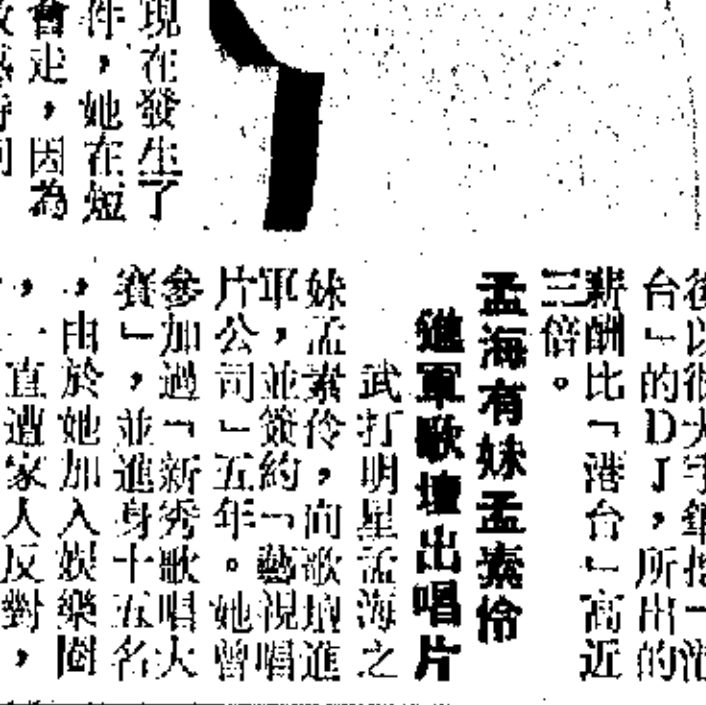 現在發生了
件，她在短
會走，因為
台」的DJ，所出的
薪酬比「港台」高近
三倍。
孟海有妹孟素伶
進軍歌壇出唱片
武打明星孟海之
妹孟素伶，向歌壇進
軍，並簽約「藝視唱
片公司」五年。她曾
參加過「新秀歌唱大
賽」，並進身十五名
，由於她加入娛樂圈
，一直遭家人反對，